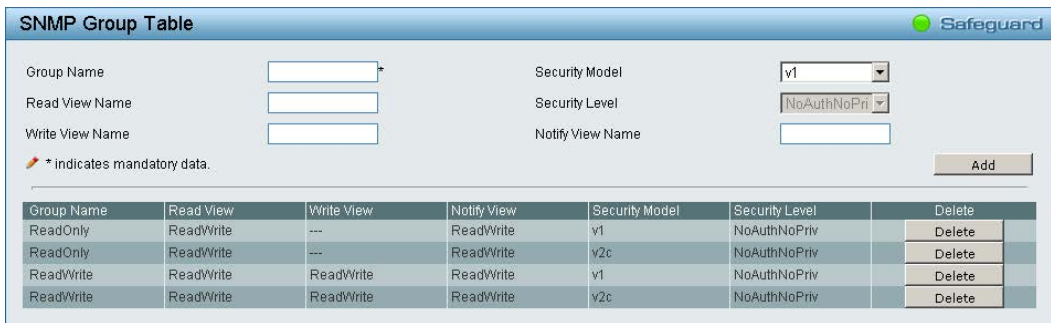 SNMP Group Table
Safeguard
Group Name * Security Model v1
Read View Name Security Level NoAuthNoPri
Write View Name Notify View Name
* indicates mandatory data.
Add
Group Name Read View Write View Notify View Security Model Security Level Delete
ReadOnly ReadWrite --- ReadWrite v1 NoAuthNoPriv Delete
ReadOnly ReadWrite --- ReadWrite v2c NoAuthNoPriv Delete
ReadWrite ReadWrite ReadWrite ReadWrite v1 NoAuthNoPriv Delete
ReadWrite ReadWrite ReadWrite ReadWrite v2c NoAuthNoPriv Delete